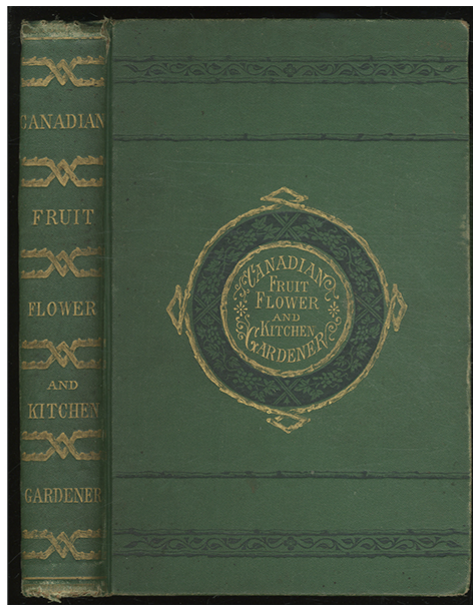 CANADIAN
FRUIT
FLOWER
AND
KITCHEN
GARDENER
CANADIAN
FRUIT
FLOWER
AND
KITCHEN
GARDENER